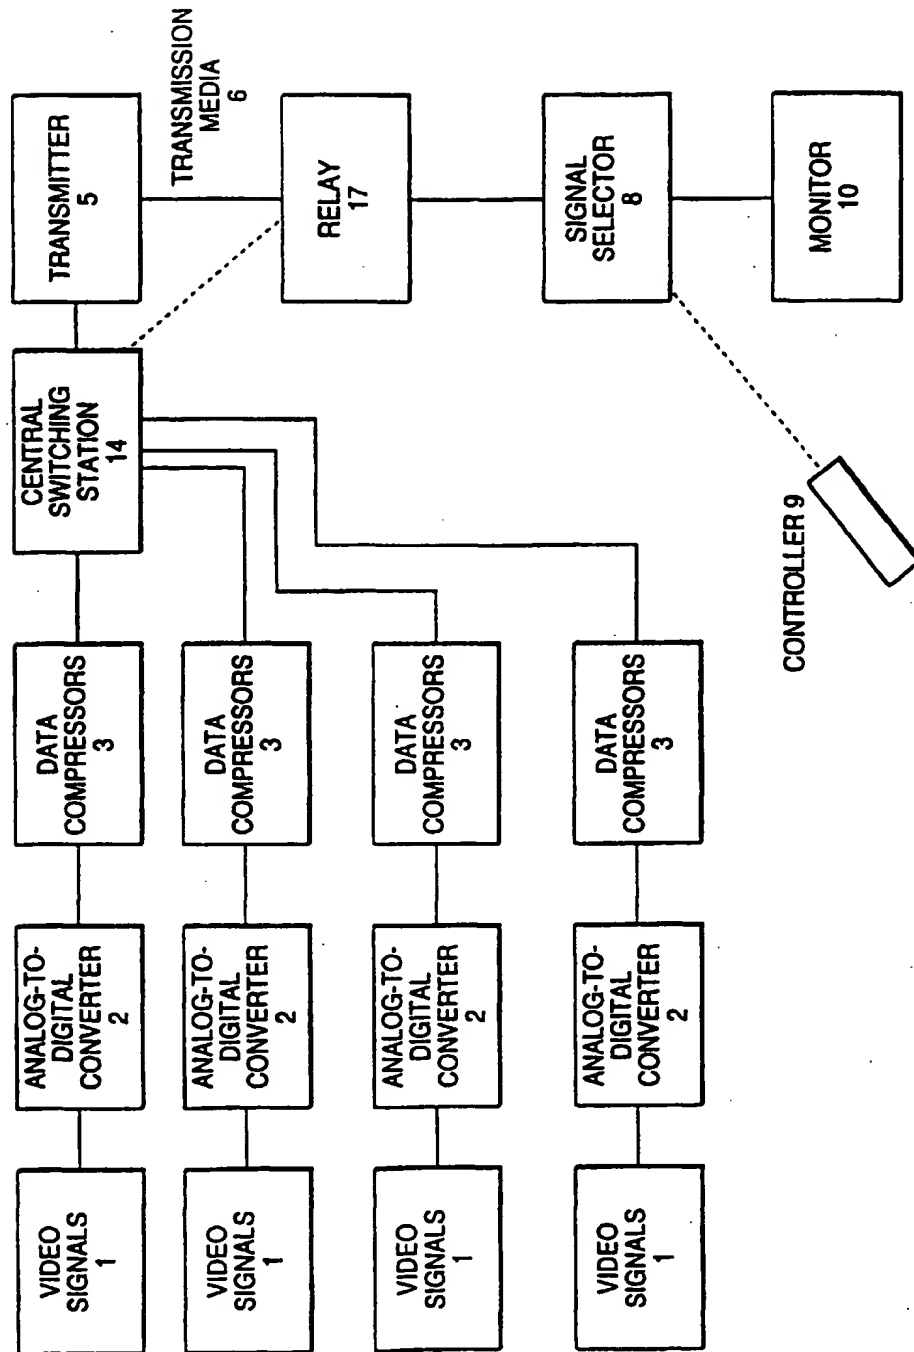 VIDEO
SIGNALS
1
ANALOG-TO-
DIGITAL
CONVERTER
2
DATA
COMPRESSORS
3
CENTRAL
SWITCHING
STATION
14
TRANSMITTER
5
VIDEO
SIGNALS
1
ANALOG-TO-
DIGITAL
CONVERTER
2
DATA
COMPRESSORS
3
TRANSMISSION
MEDIA
6
VIDEO
SIGNALS
1
ANALOG-TO-
DIGITAL
CONVERTER
2
DATA
COMPRESSORS
3
RELAY
17
VIDEO
SIGNALS
1
ANALOG-TO-
DIGITAL
CONVERTER
2
DATA
COMPRESSORS
3
SIGNAL
SELECTOR
8
CONTROLLER 9
MONITOR
10